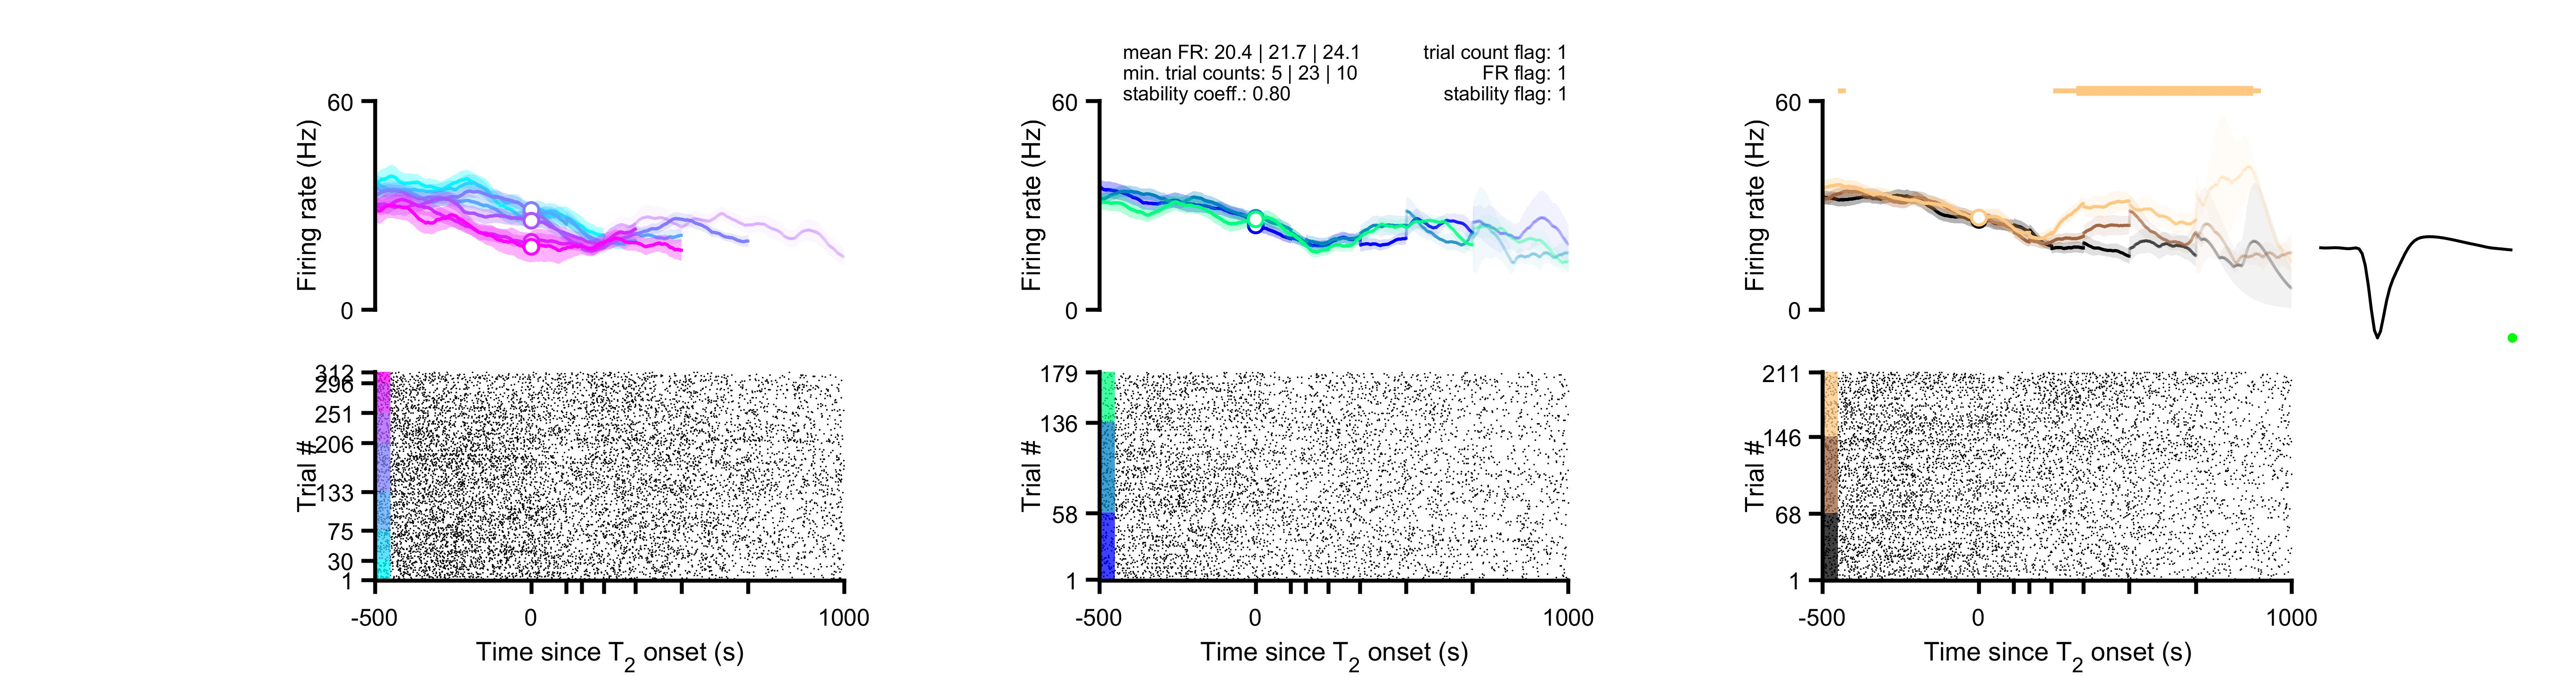 mean FR: 20.4 | 21.7 | 24.1
min. trial counts: 5 | 23 | 10
stability coeff.: 0.80
trial count flag: 1
FR flag: 1
stability flag: 1
60
Firing rate (Hz)
0
60
Firing rate (Hz)
0
60
Firing rate (Hz)
0
312
296
251
206
133
75
30
1
Trial #
-500
0
1000
Time since T2 onset (s)
179
136
58
1
Trial #
-500
0
1000
Time since T2 onset (s)
211
146
68
1
Trial #
-500
0
1000
Time since T2 onset (s)